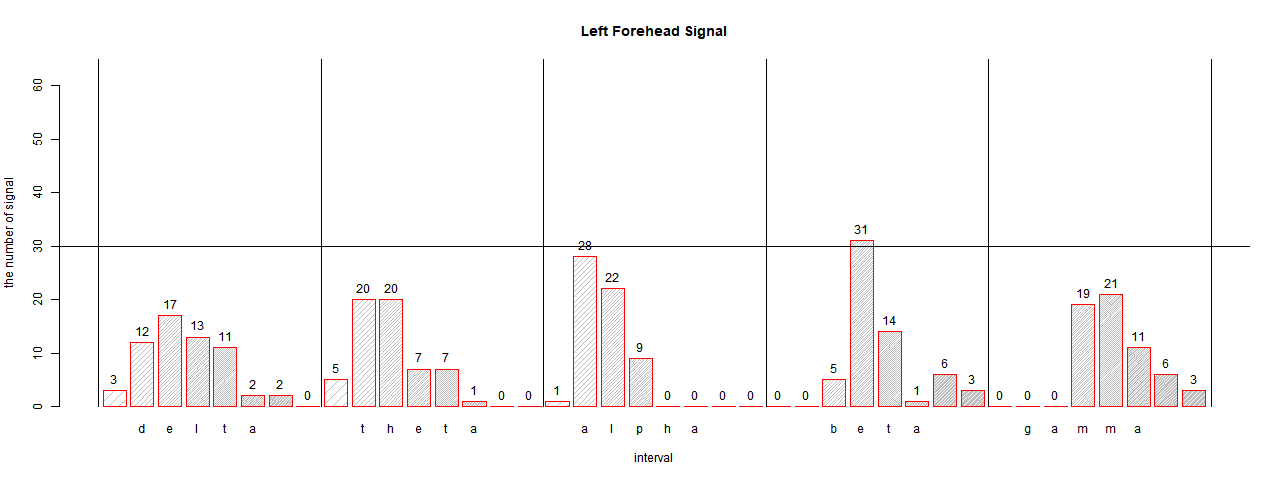 Left Forehead Signal
the number of signal
60
50
40
30
20
10
0
3 12 17 13 11 2 2 0 5 20 20 7 7 1 0 0 1 28 22 9 0 0 0 0 0 0 5 31 14 1 6 3 0 0 0 19 21 11 6 3
d e l t a t h e t a a l p h a b e t a g a m m a
interval